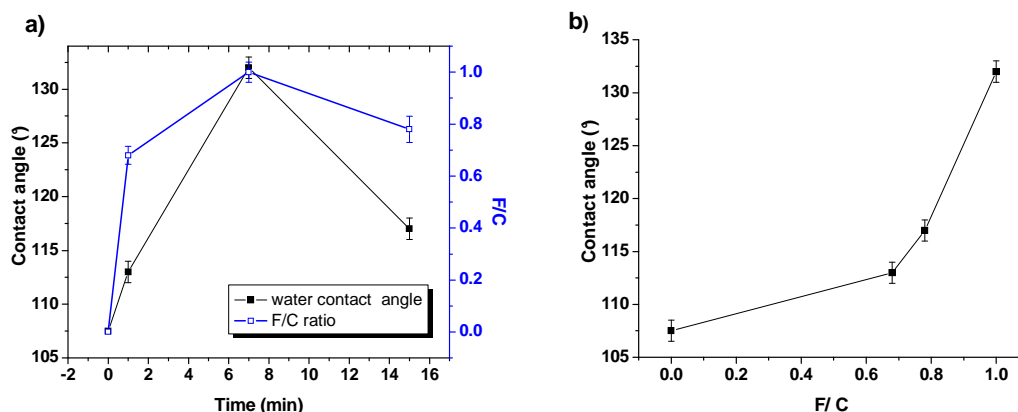 a)
Contact angle (°)
130
125
120
115
110
105
-2 0 2 4 6 8 10 12 14 16
Time (min)
1.0
0.8
0.6
0.4
0.2
0.0
F/C
water contact angle
F/C ratio
b)
Contact angle (°)
135
130
125
120
115
110
105
0.0 0.2 0.4 0.6 0.8 1.0
F/ C